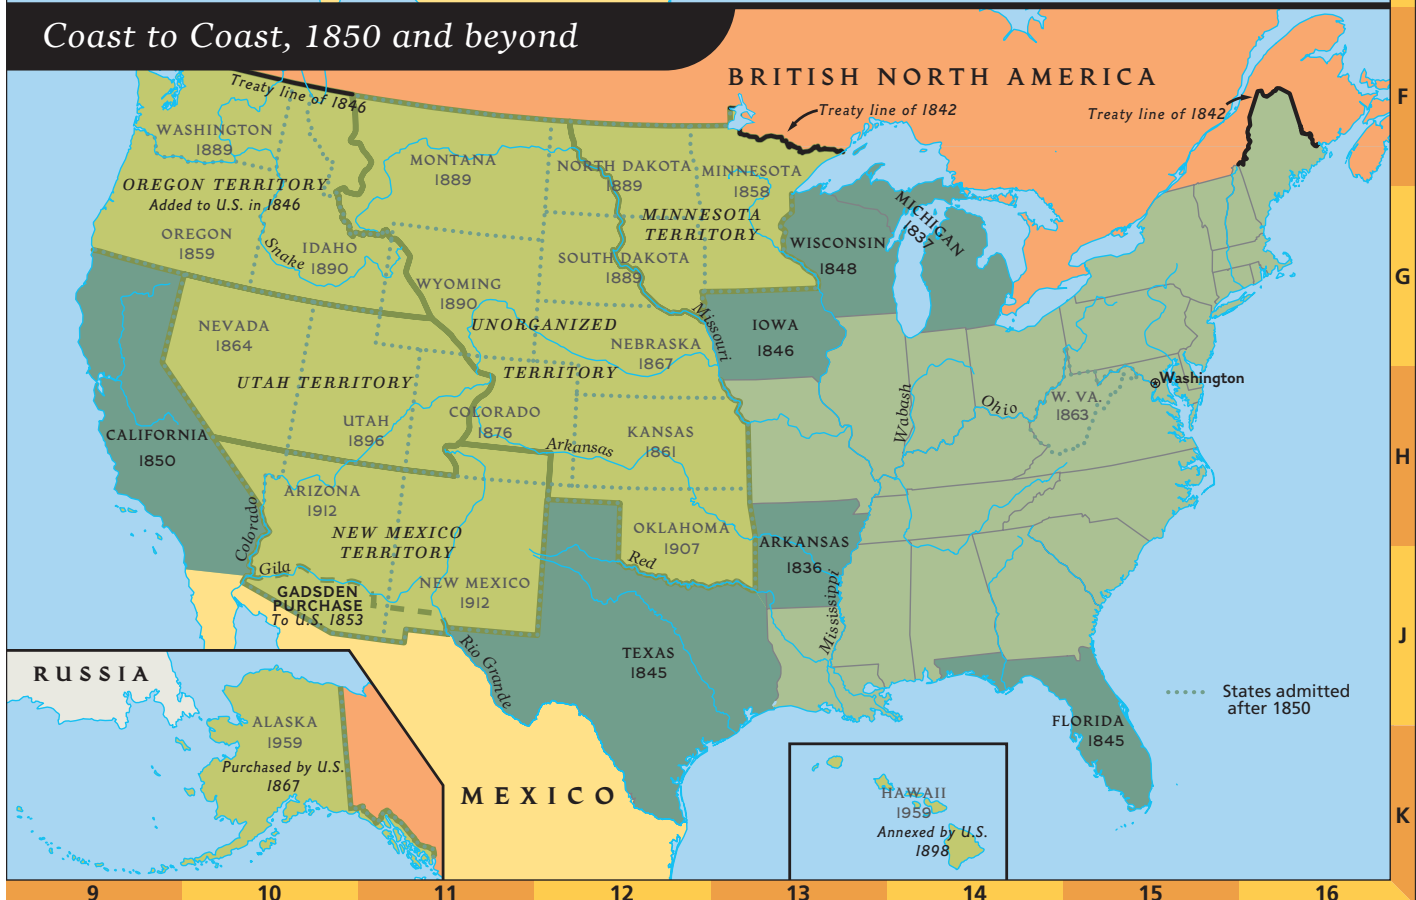 Coast to Coast, 1850 and beyond
BRITISH NORTH AMERICA
Treaty line of 1846
Treaty line of 1842
Treaty line of 1842
WASHINGTON
1889
OREGON TERRITORY
Added to U.S. in 1846
OREGON
1859
Snake
IDAHO
1890
MONTANA
1889
NORTH DAKOTA
1889
MINNESOTA
1858
MINNESOTA
TERRITORY
SOUTH DAKOTA
1889
WYOMING
1890
UNORGANIZED
TERRITORY
NEBRASKA
1867
Missouri
WISCONSIN
1848
MICHIGAN
1837
IOWA
1846
NEVADA
1864
UTAH TERRITORY
UTAH
1896
COLORADO
1876
Arkansas
KANSAS
1861
Wabash
Ohio
W. VA.
1863
Washington
CALIFORNIA
1850
Colorado
ARIZONA
1912
NEW MEXICO
TERRITORY
NEW MEXICO
1912
Gila
GADSDEN
PURCHASE
To U.S. 1853
OKLAHOMA
1907
Red
ARKANSAS
1836
Mississippi
Rio Grande
TEXAS
1845
FLORIDA
1845
States admitted
after 1850
RUSSIA
ALASKA
1959
Purchased by U.S.
1867
MEXICO
HAWAII
1959
Annexed by U.S.
1898
F
G
H
J
K
9
10
11
12
13
14
15
16